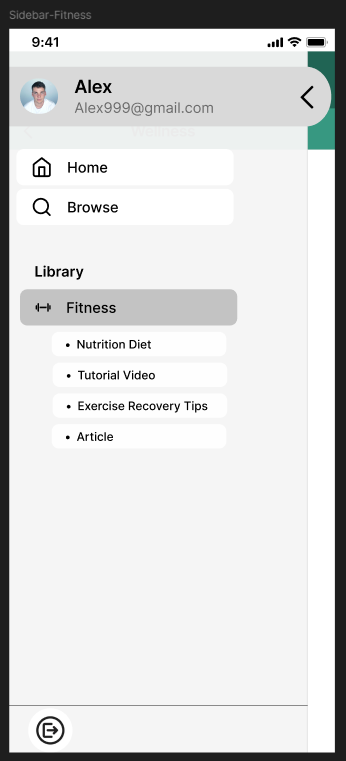 Sidebar-Fitness
9:41
Alex
Alex999@gmail.com
Wellness
Home
Browse
Library
Fitness
• Nutrition Diet
• Tutorial Video
• Exercise Recovery Tips
• Article